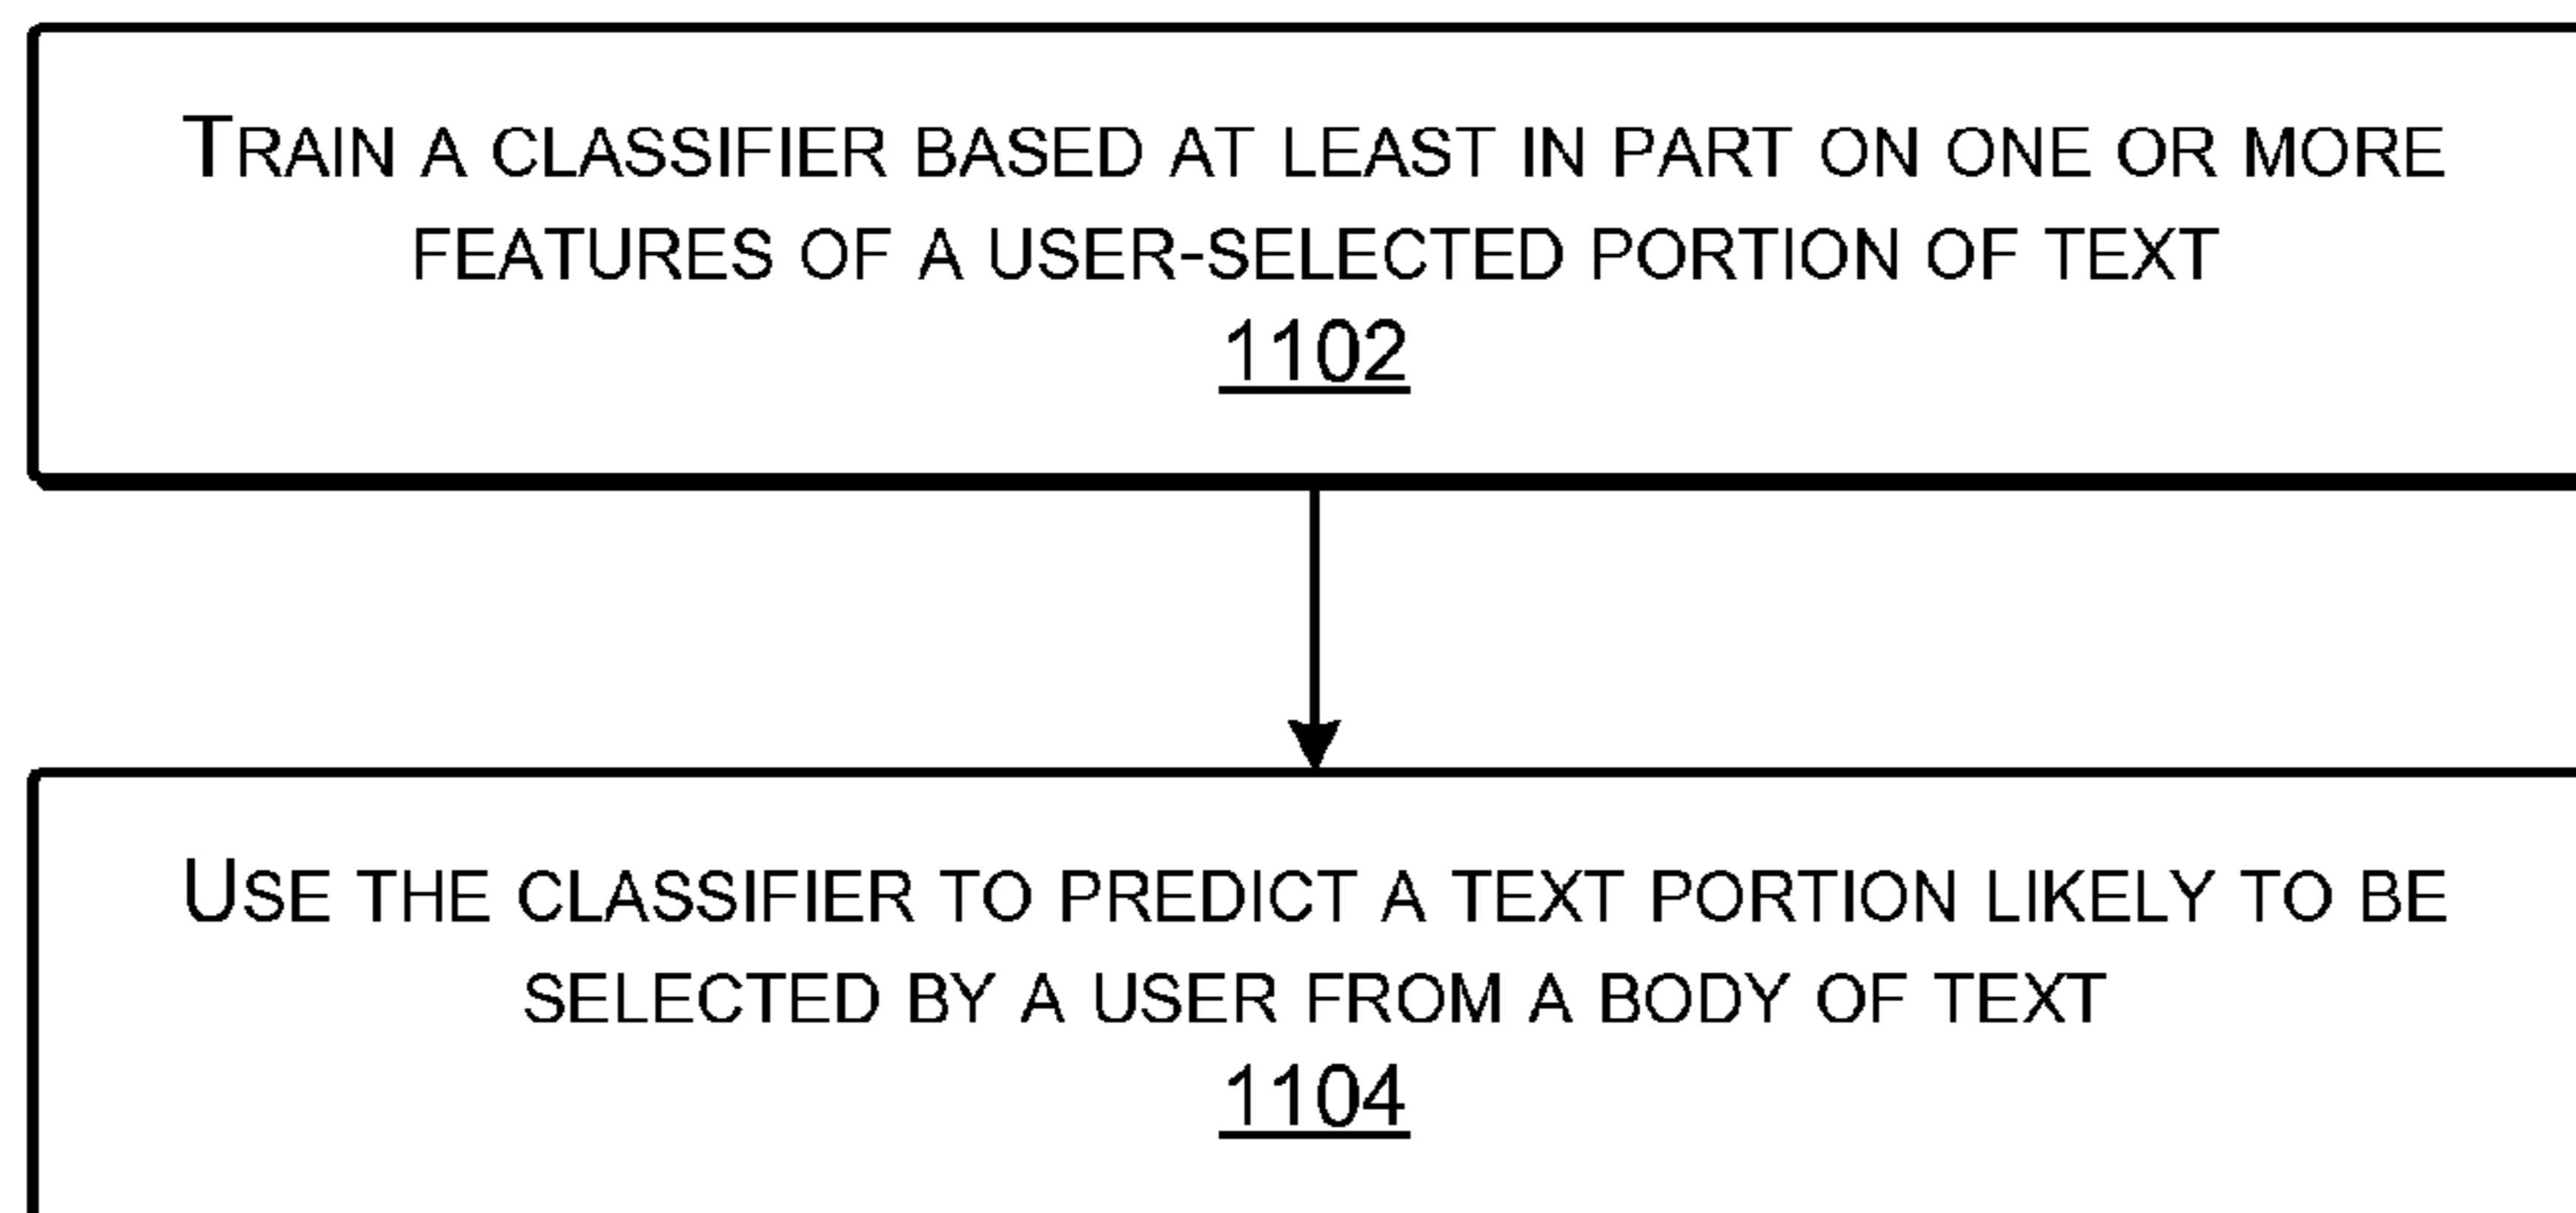 Train a classifier based at least in part on one or more
features of a user-selected portion of text
1102
Use the classifier to predict a text portion likely to be
selected by a user from a body of text
1104